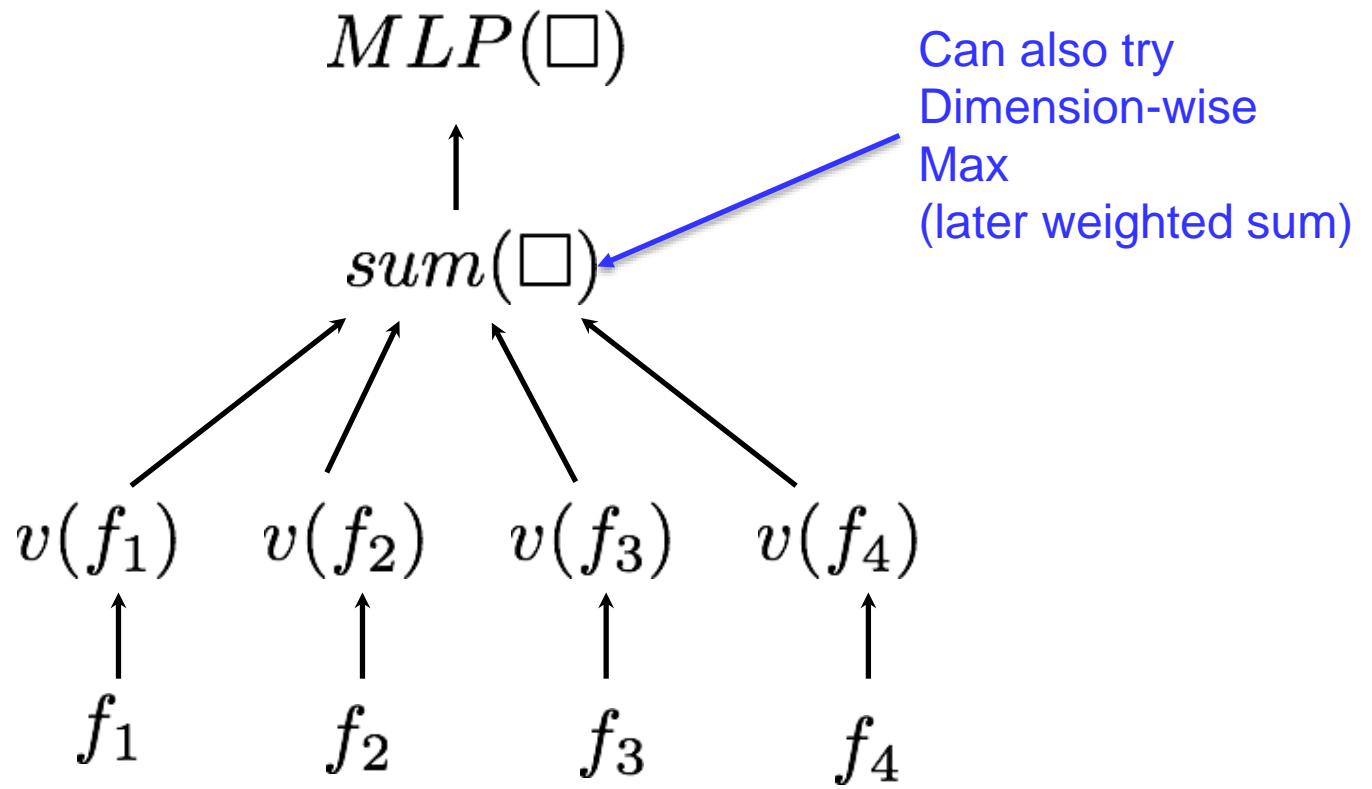 MLP(□)
Can also try
Dimension-wise
Max
(later weighted sum)
sum(□)
v(f₁) v(f₂) v(f₃) v(f₄)
f₁ f₂ f₃ f₄